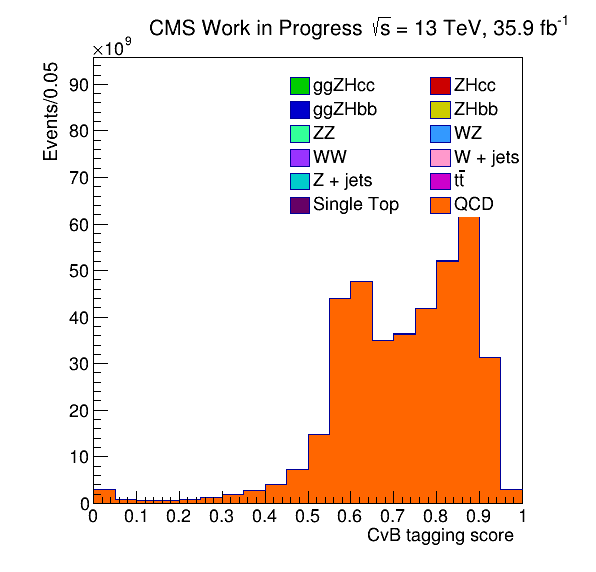 CMS Work in Progress √s = 13 TeV, 35.9 fb⁻¹
×10⁹
Events/0.05
90
80
70
60
50
40
30
20
10
0
ggZHcc ZHcc
ggZHbb ZHbb
ZZ WZ
WW W + jets
Z + jets tt̄
Single Top QCD
0 0.1 0.2 0.3 0.4 0.5 0.6 0.7 0.8 0.9 1
CvB tagging score